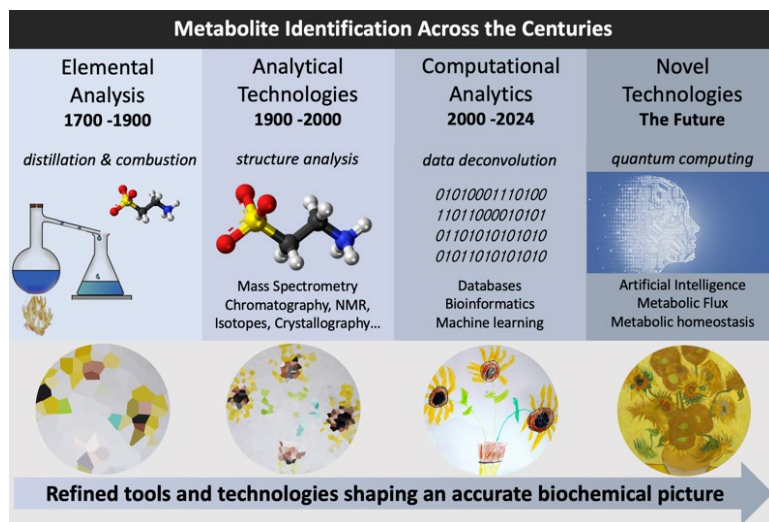 Metabolite Identification Across the Centuries
Elemental
Analysis
1700 -1900
distillation & combustion
Analytical
Technologies
1900 -2000
structure analysis
Mass Spectrometry
Chromatography, NMR,
Isotopes, Crystallography...
Computational
Analytics
2000 -2024
data deconvolution
01010001110100
11011000010101
01101010101010
01011010101010
Databases
Bioinformatics
Machine learning
Novel
Technologies
The Future
quantum computing
Artificial Intelligence
Metabolic Flux
Metabolic homeostasis
Refined tools and technologies shaping an accurate biochemical picture